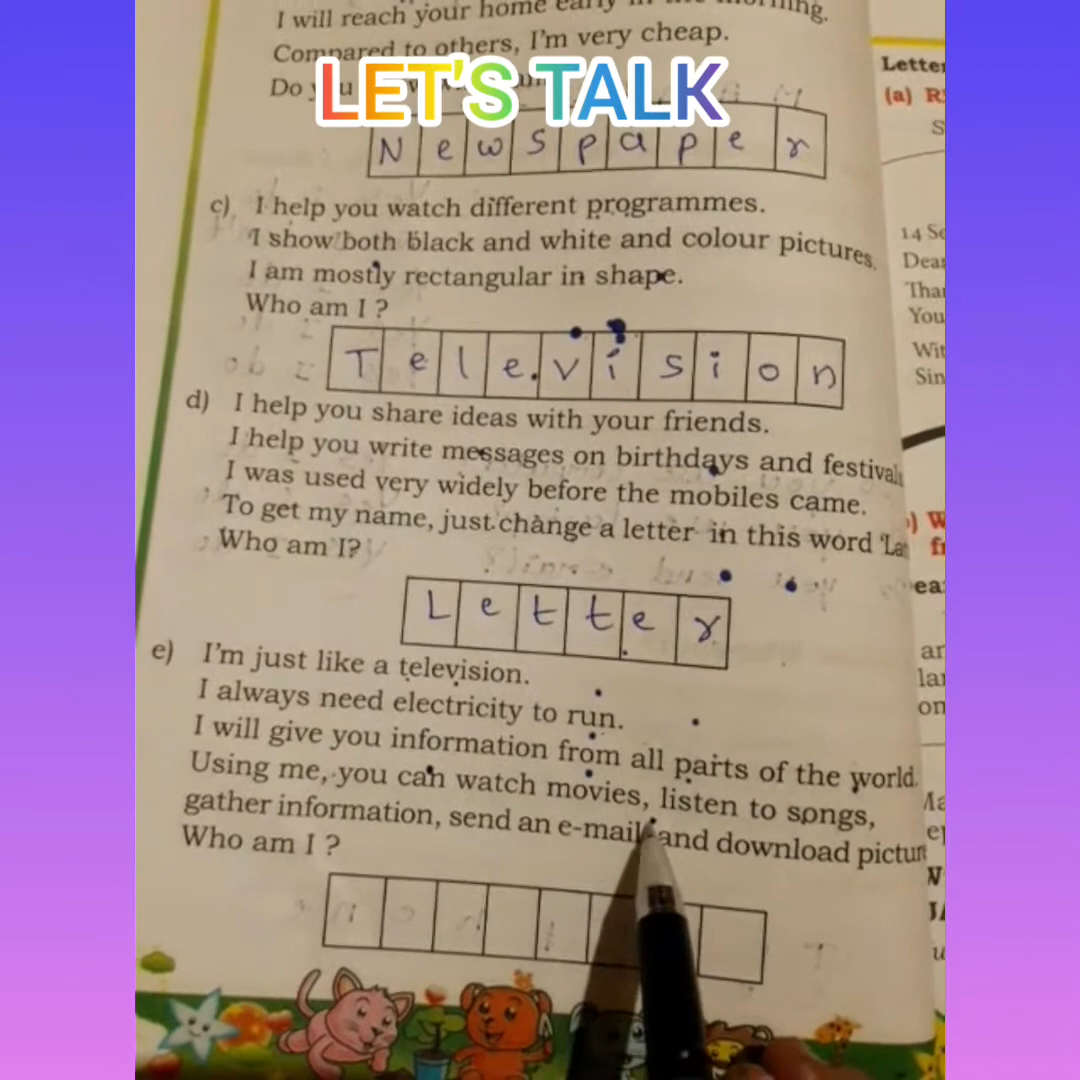 I will reach your home early in the morning.
Compared to others, I'm very cheap.
Do
LET'S TALK
Newspaper
c) I help you watch different programmes.
I show both black and white and colour pictures.
I am mostly rectangular in shape.
Who am I ?
Television
d) I help you share ideas with your friends.
I help you write messages on birthdays and festivals
I was used very widely before the mobiles came.
To get my name, just change a letter in this word
Who am I?
Letter
e) I'm just like a television.
I always need electricity to run.
I will give you information from all parts of the world.
Using me, you can watch movies, listen to songs,
gather information, send an e-mail and download
Who am I ?
Letter
(a)
14